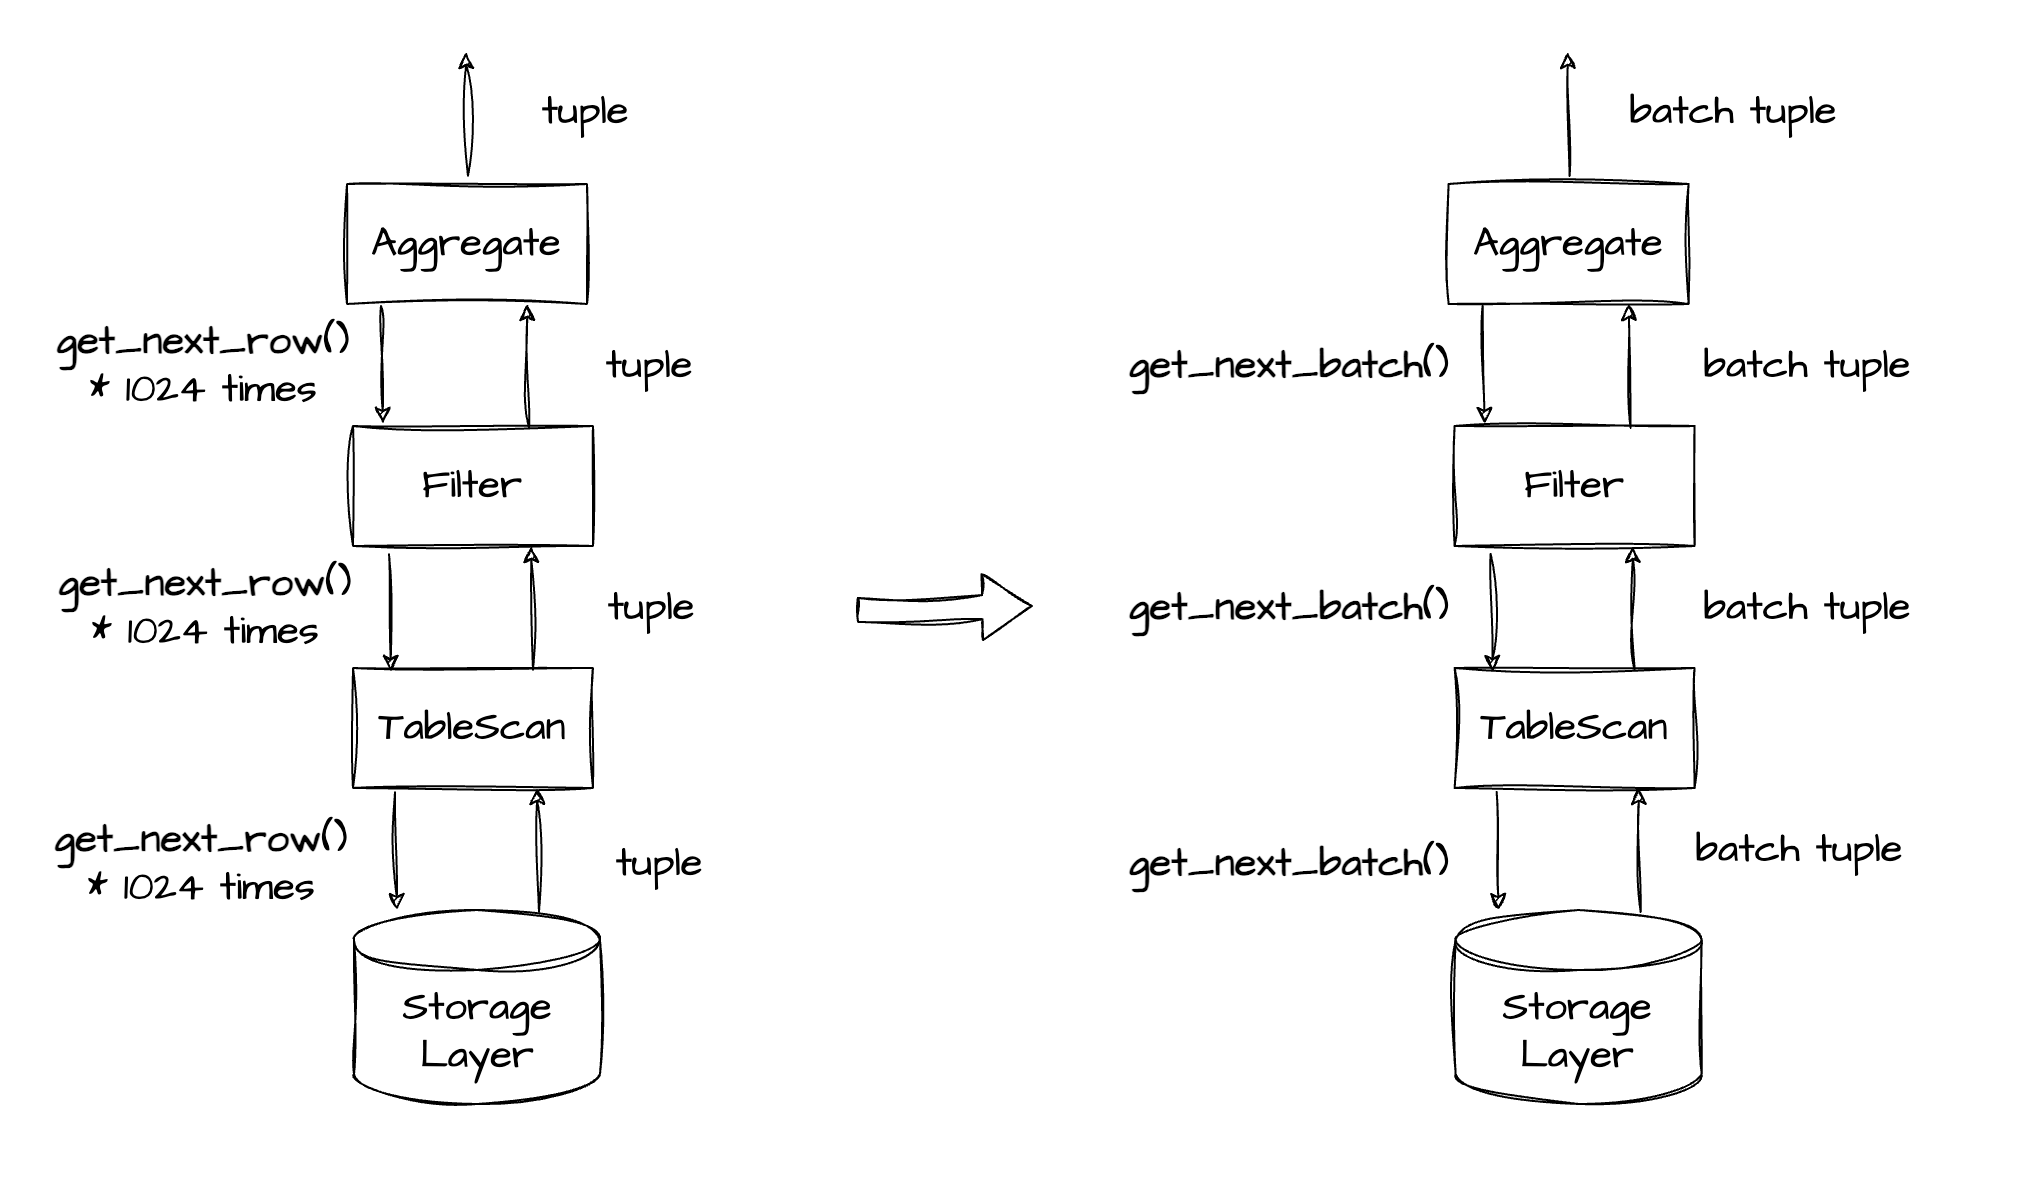 tuple
Aggregate
get_next_row()
* 1024 times
tuple
Filter
get_next_row()
* 1024 times
tuple
TableScan
get_next_row()
* 1024 times
tuple
Storage
Layer
batch tuple
Aggregate
get_next_batch()
batch tuple
Filter
get_next_batch()
batch tuple
TableScan
get_next_batch()
batch tuple
Storage
Layer